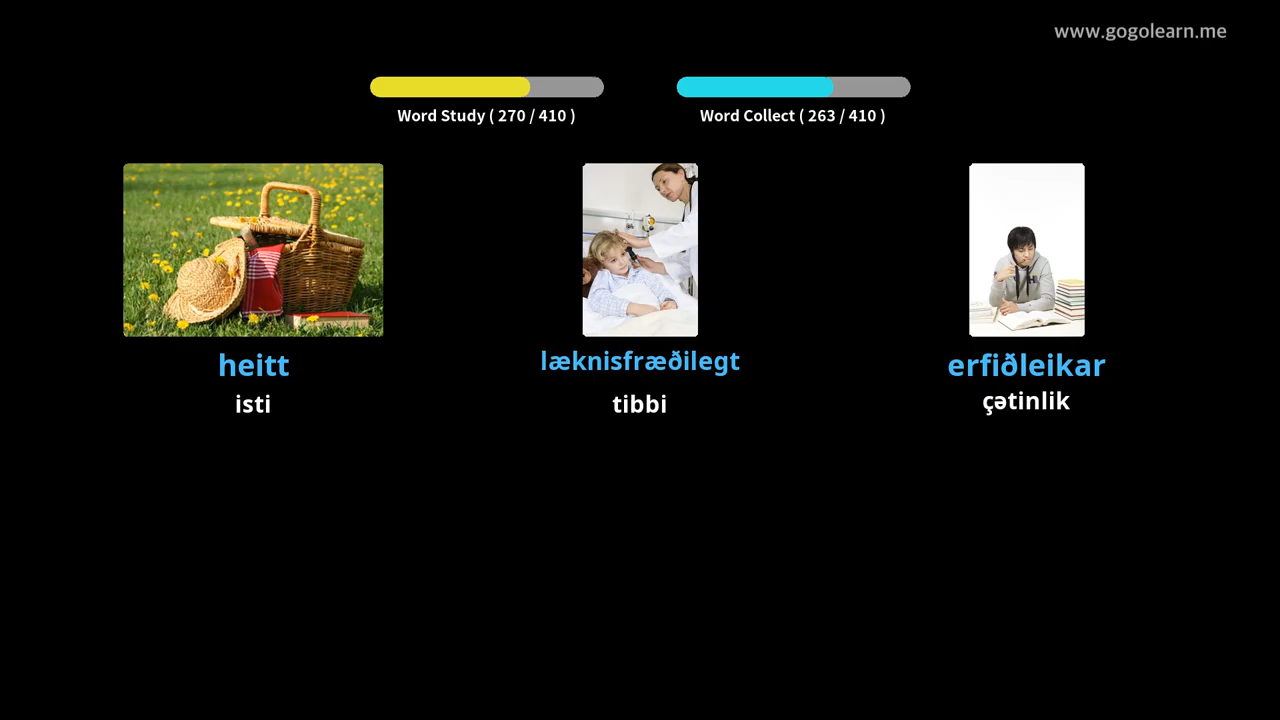 www.gogolearn.me
Word Study ( 270 / 410 )
Word Collect ( 263 / 410 )
heitt
isti
læknisfræðilegt
tibbi
erfiðleikar
çətinlik